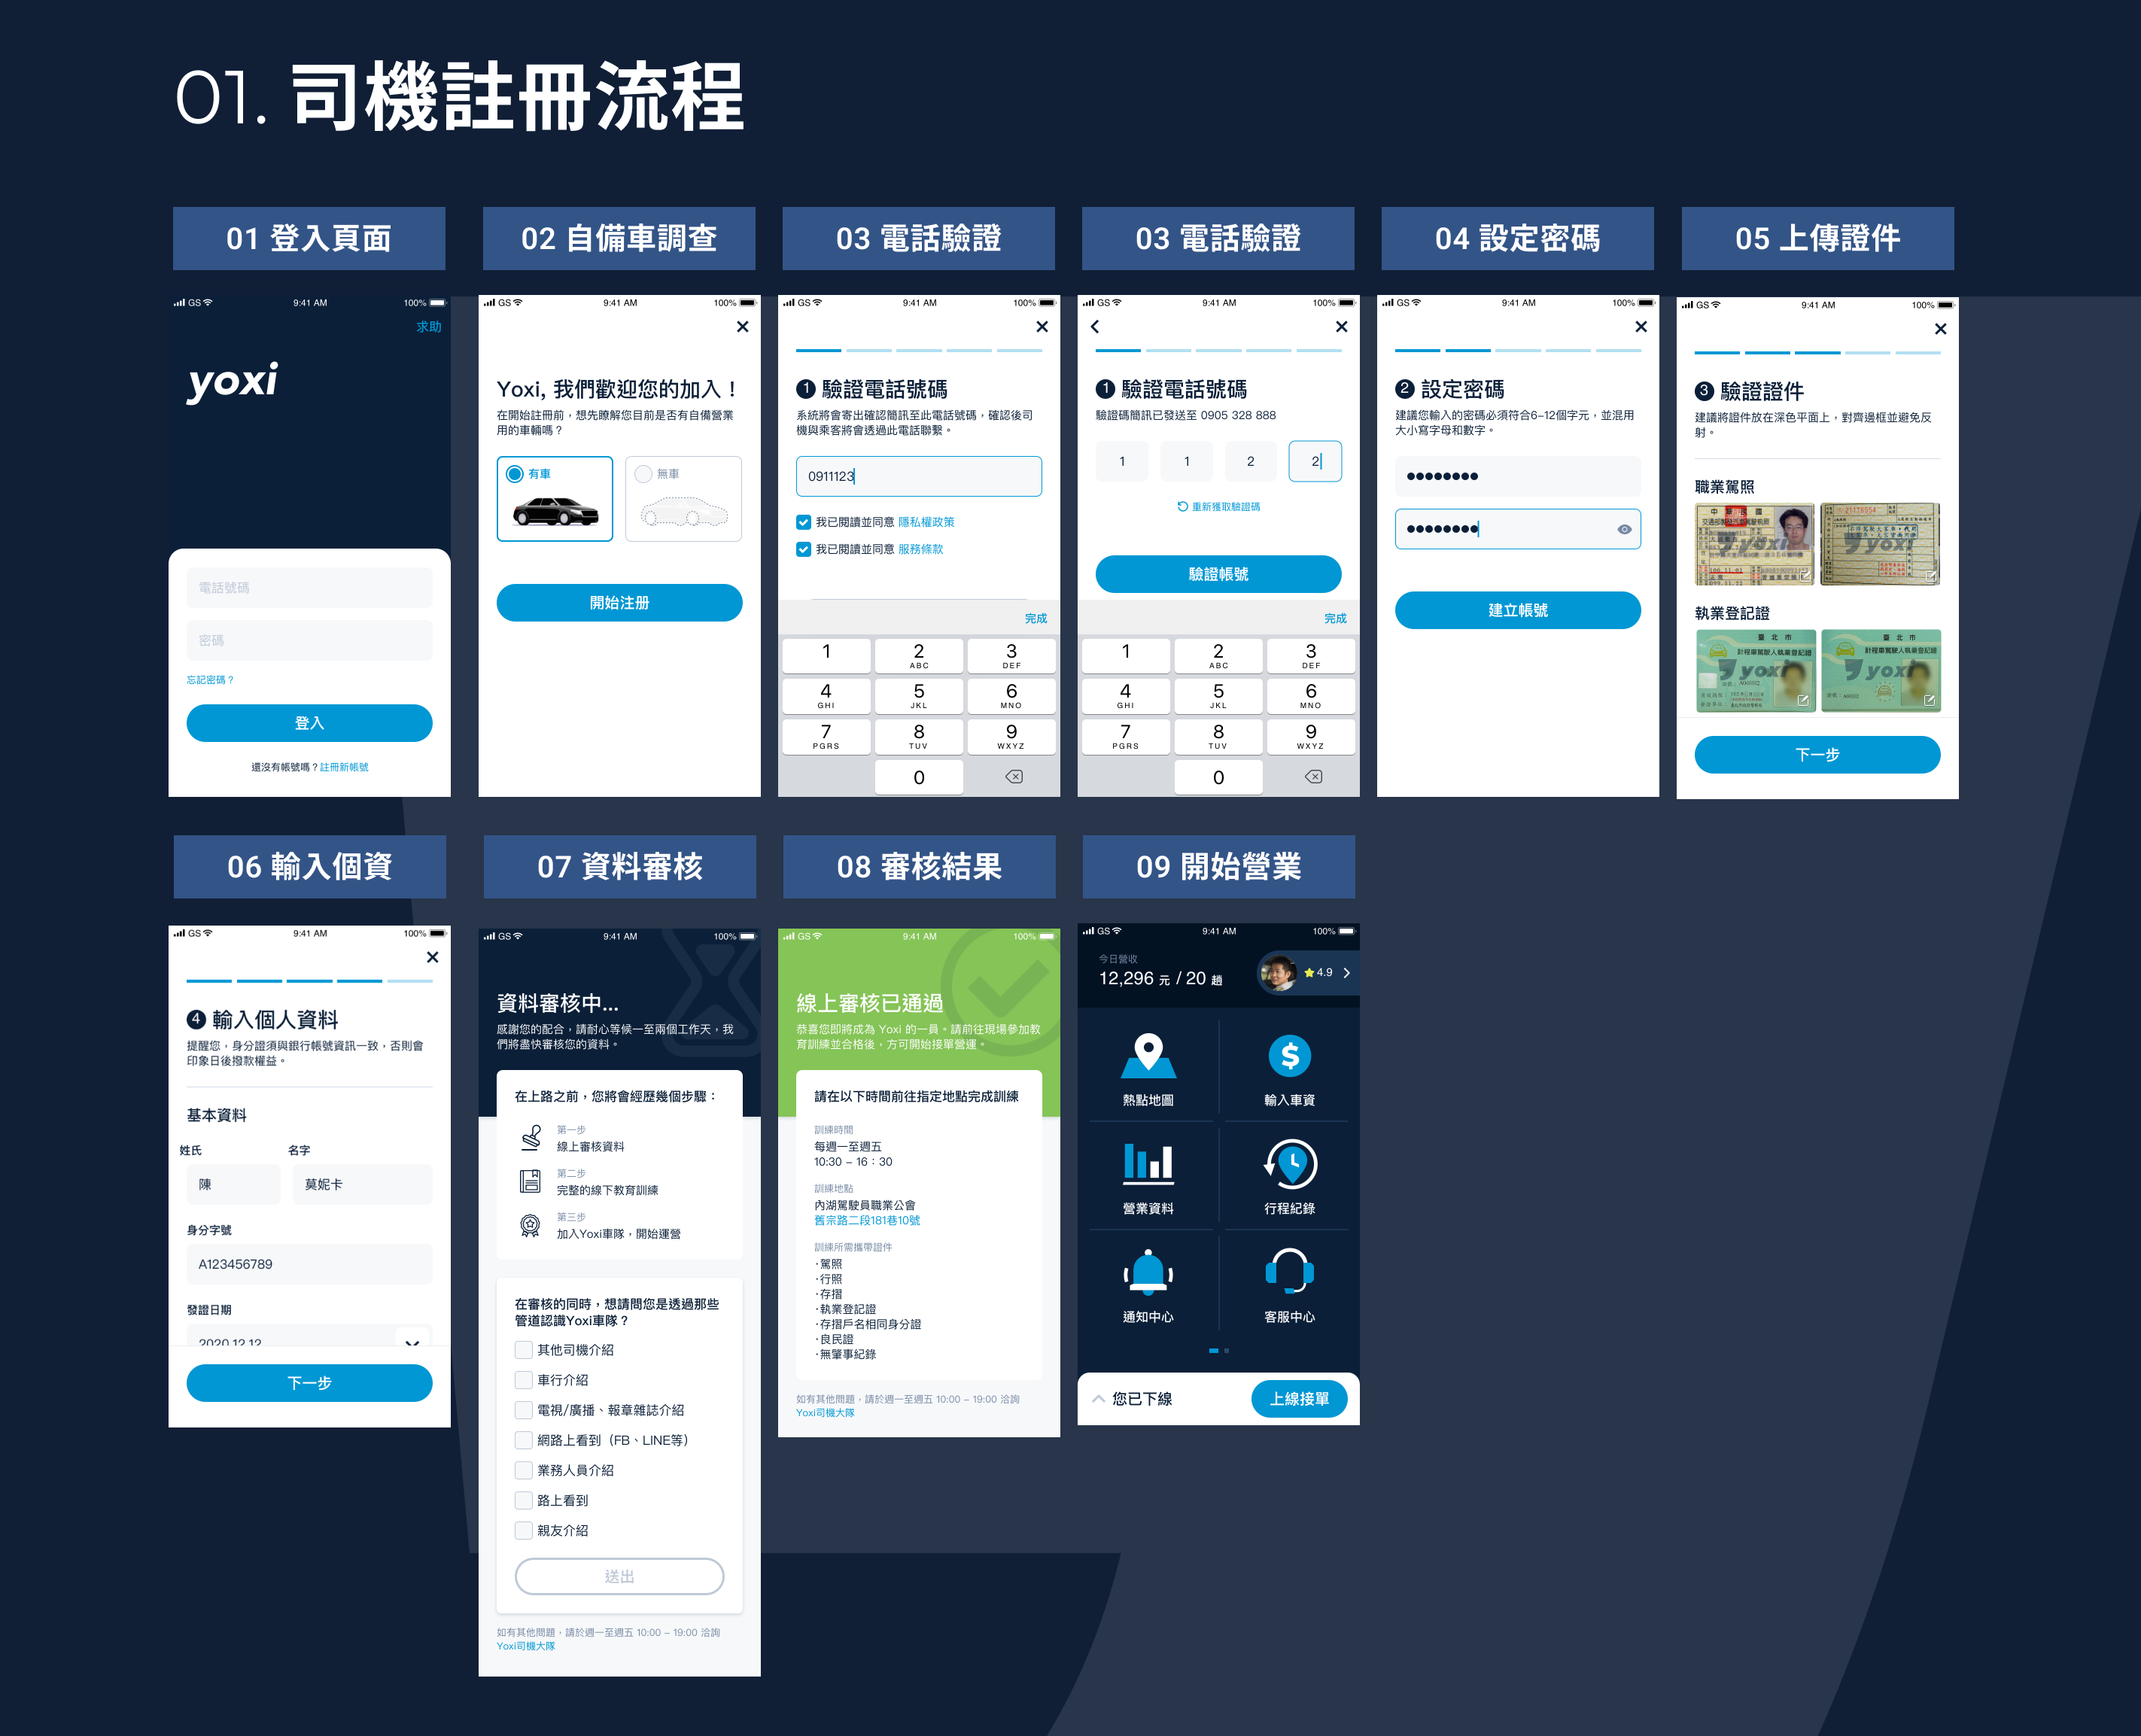 01. 司機註冊流程
01 登入頁面
GS 9:41 AM 100%
求助
yoxi
電話號碼
密碼
忘記密碼？
登入
還沒有帳號嗎？註冊新帳號
02 自備車調查
GS 9:41 AM 100%
Yoxi, 我們歡迎您的加入！
在開始註冊前，想先瞭解您目前是否有自備營業
用的車輛嗎？
有車 無車
開始注册
03 電話驗證
GS 9:41 AM 100%
1 驗證電話號碼
系統將會寄出確認簡訊至此電話號碼，確認後司
機與乘客將會透過此電話聯繫。
0911123
我已閱讀並同意 隱私權政策
我已閱讀並同意 服務條款
完成
1 2 3
ABC DEF
4 5 6
GHI JKL MNO
7 8 9
PGRS TUV WXYZ
0
03 電話驗證
GS 9:41 AM 100%
1 驗證電話號碼
驗證碼簡訊已發送至 0905 328 888
1 1 2 2
重新獲取驗證碼
驗證帳號
完成
1 2 3
ABC DEF
4 5 6
GHI JKL MNO
7 8 9
PGRS TUV WXYZ
0
04 設定密碼
GS 9:41 AM 100%
2 設定密碼
建議您輸入的密碼必須符合6–12個字元，並混用
大小寫字母和數字。
建立帳號
05 上傳證件
GS 9:41 AM 100%
3 驗證證件
建議將證件放在深色平面上，對齊邊框並避免反
射。
職業駕照
yoxi yoxi
執業登記證
臺北市 臺北市
計程車駕駛人執業登記證 計程車駕駛人執業登記證
yoxi yoxi
下一步
06 輸入個資
GS 9:41 AM 100%
4 輸入個人資料
提醒您，身分證須與銀行帳號資訊一致，否則會
印象日後撥款權益。
基本資料
姓氏 名字
陳 莫妮卡
身分字號
A123456789
發證日期
2020.12.12
下一步
07 資料審核
GS 9:41 AM 100%
資料審核中...
感謝您的配合，請耐心等候一至兩個工作天，我
們將盡快審核您的資料。
在上路之前，您將會經歷幾個步驟：
第一步
線上審核資料
第二步
完整的線下教育訓練
第三步
加入Yoxi車隊，開始運營
在審核的同時，想請問您是透過那些
管道認識Yoxi車隊？
其他司機介紹
車行介紹
電視/廣播、報章雜誌介紹
網路上看到（FB、LINE等）
業務人員介紹
路上看到
親友介紹
送出
如有其他問題，請於週一至週五 10:00 – 19:00 洽詢
Yoxi司機大隊
08 審核結果
GS 9:41 AM 100%
線上審核已通過
恭喜您即將成為 Yoxi 的一員。請前往現場參加教
育訓練並合格後，方可開始接單營運。
請在以下時間前往指定地點完成訓練
訓練時間
每週一至週五
10:30 – 16：30
訓練地點
內湖駕駛員職業公會
舊宗路二段181巷10號
訓練所需攜帶證件
·駕照
·行照
·存摺
·執業登記證
·存摺戶名相同身分證
·良民證
·無肇事紀錄
如有其他問題，請於週一至週五 10:00 – 19:00 洽詢
Yoxi司機大隊
09 開始營業
GS 9:41 AM 100%
今日營收
12,296 元 / 20 趟
4.9
熱點地圖 輸入車資
營業資料 行程紀錄
通知中心 客服中心
您已下線 上線接單